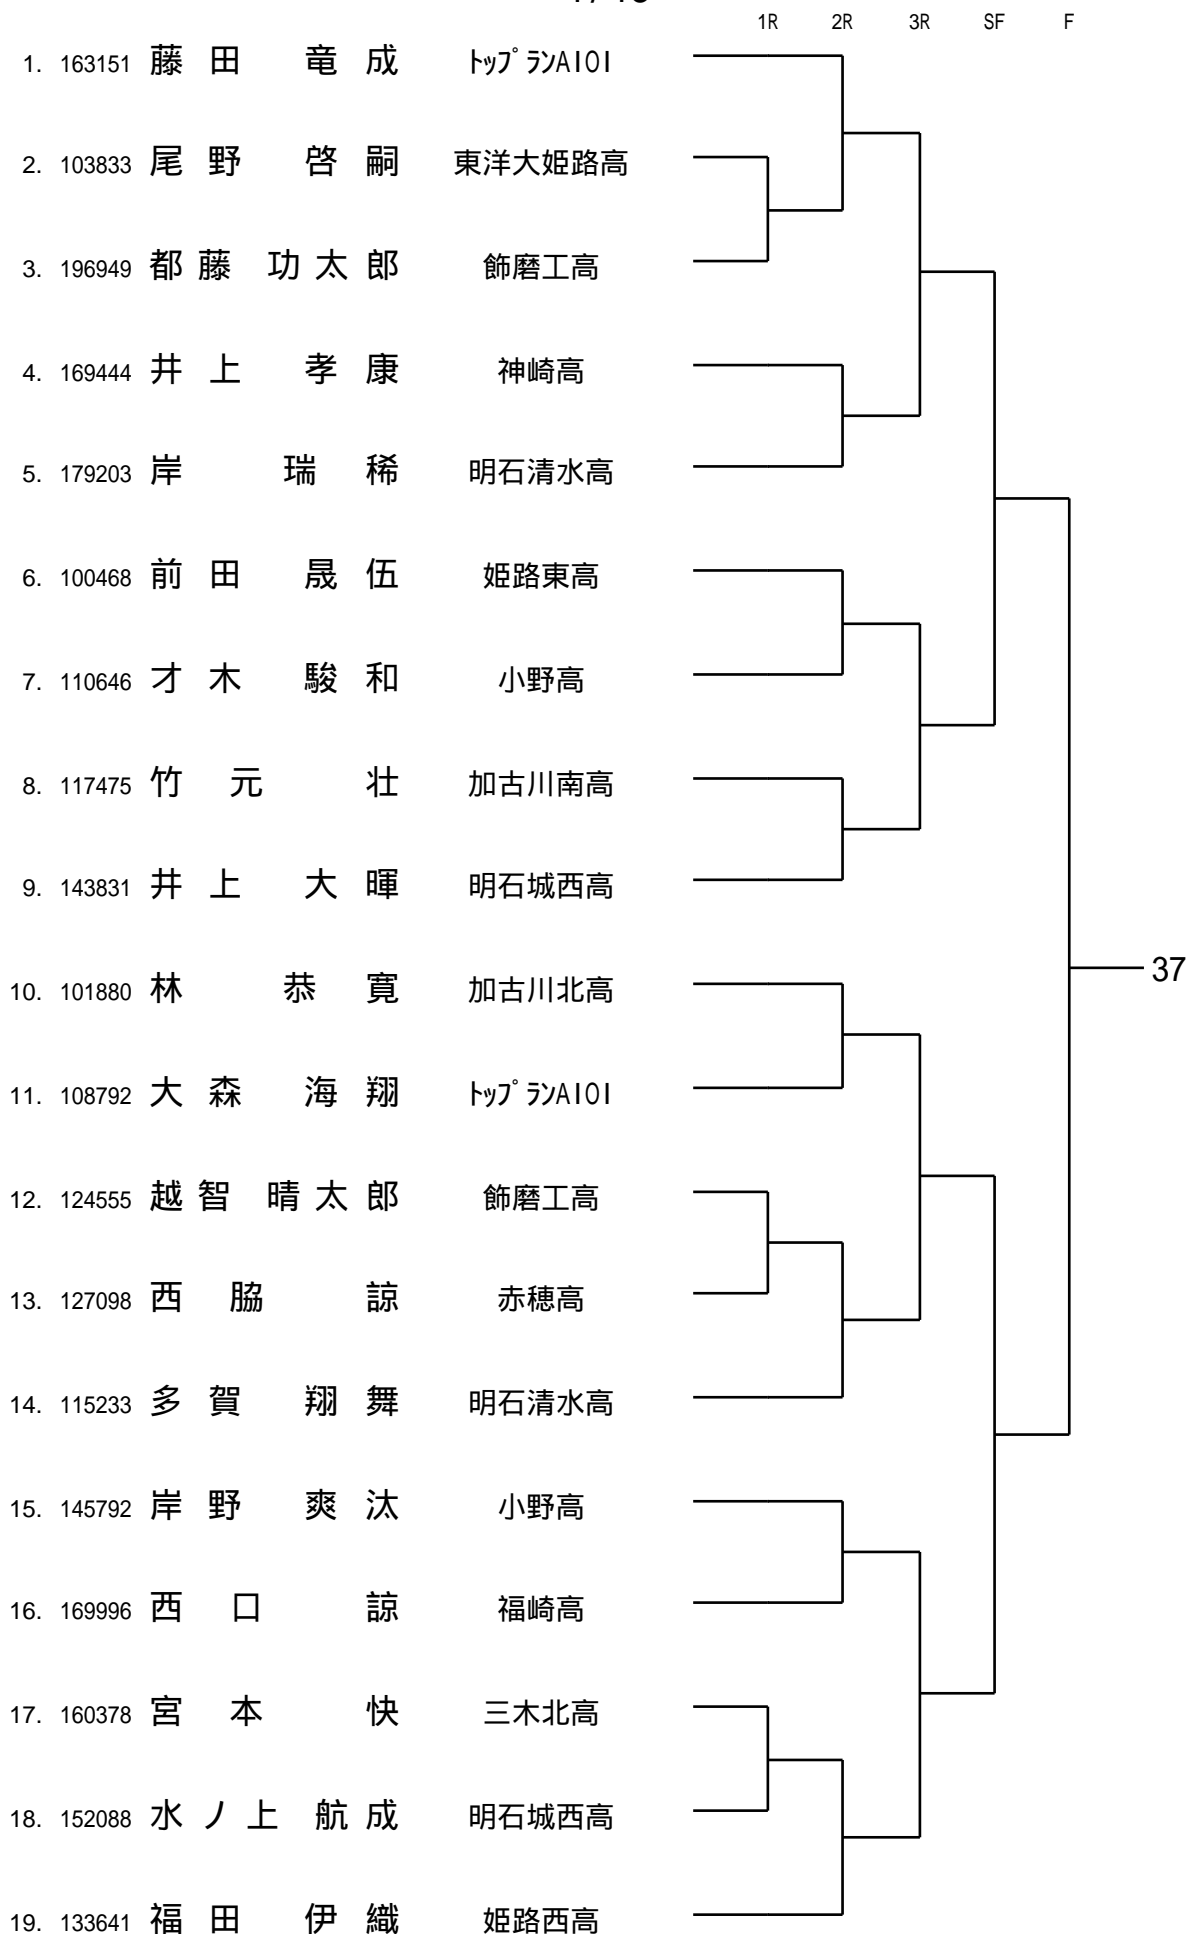 1R 2R 3R SF F
1. 163151 藤田 竜成 ﾄｯﾌﾟﾗﾝAIOI
2. 103833 尾野 啓嗣 東洋大姫路高
3. 196949 都藤 功太郎 飾磨工高
4. 169444 井上 孝康 神崎高
5. 179203 岸 瑞稀 明石清水高
6. 100468 前田 晟伍 姫路東高
7. 110646 才木 駿和 小野高
8. 117475 竹元 壮 加古川南高
9. 143831 井上 大暉 明石城西高
37
10. 101880 林 恭寛 加古川北高
11. 108792 大森 海翔 ﾄｯﾌﾟﾗﾝAIOI
12. 124555 越智 晴太郎 飾磨工高
13. 127098 西脇 諒 赤穂高
14. 115233 多賀 翔舞 明石清水高
15. 145792 岸野 爽汰 小野高
16. 169996 西口 諒 福崎高
17. 160378 宮本 快 三木北高
18. 152088 水ノ上 航成 明石城西高
19. 133641 福田 伊織 姫路西高